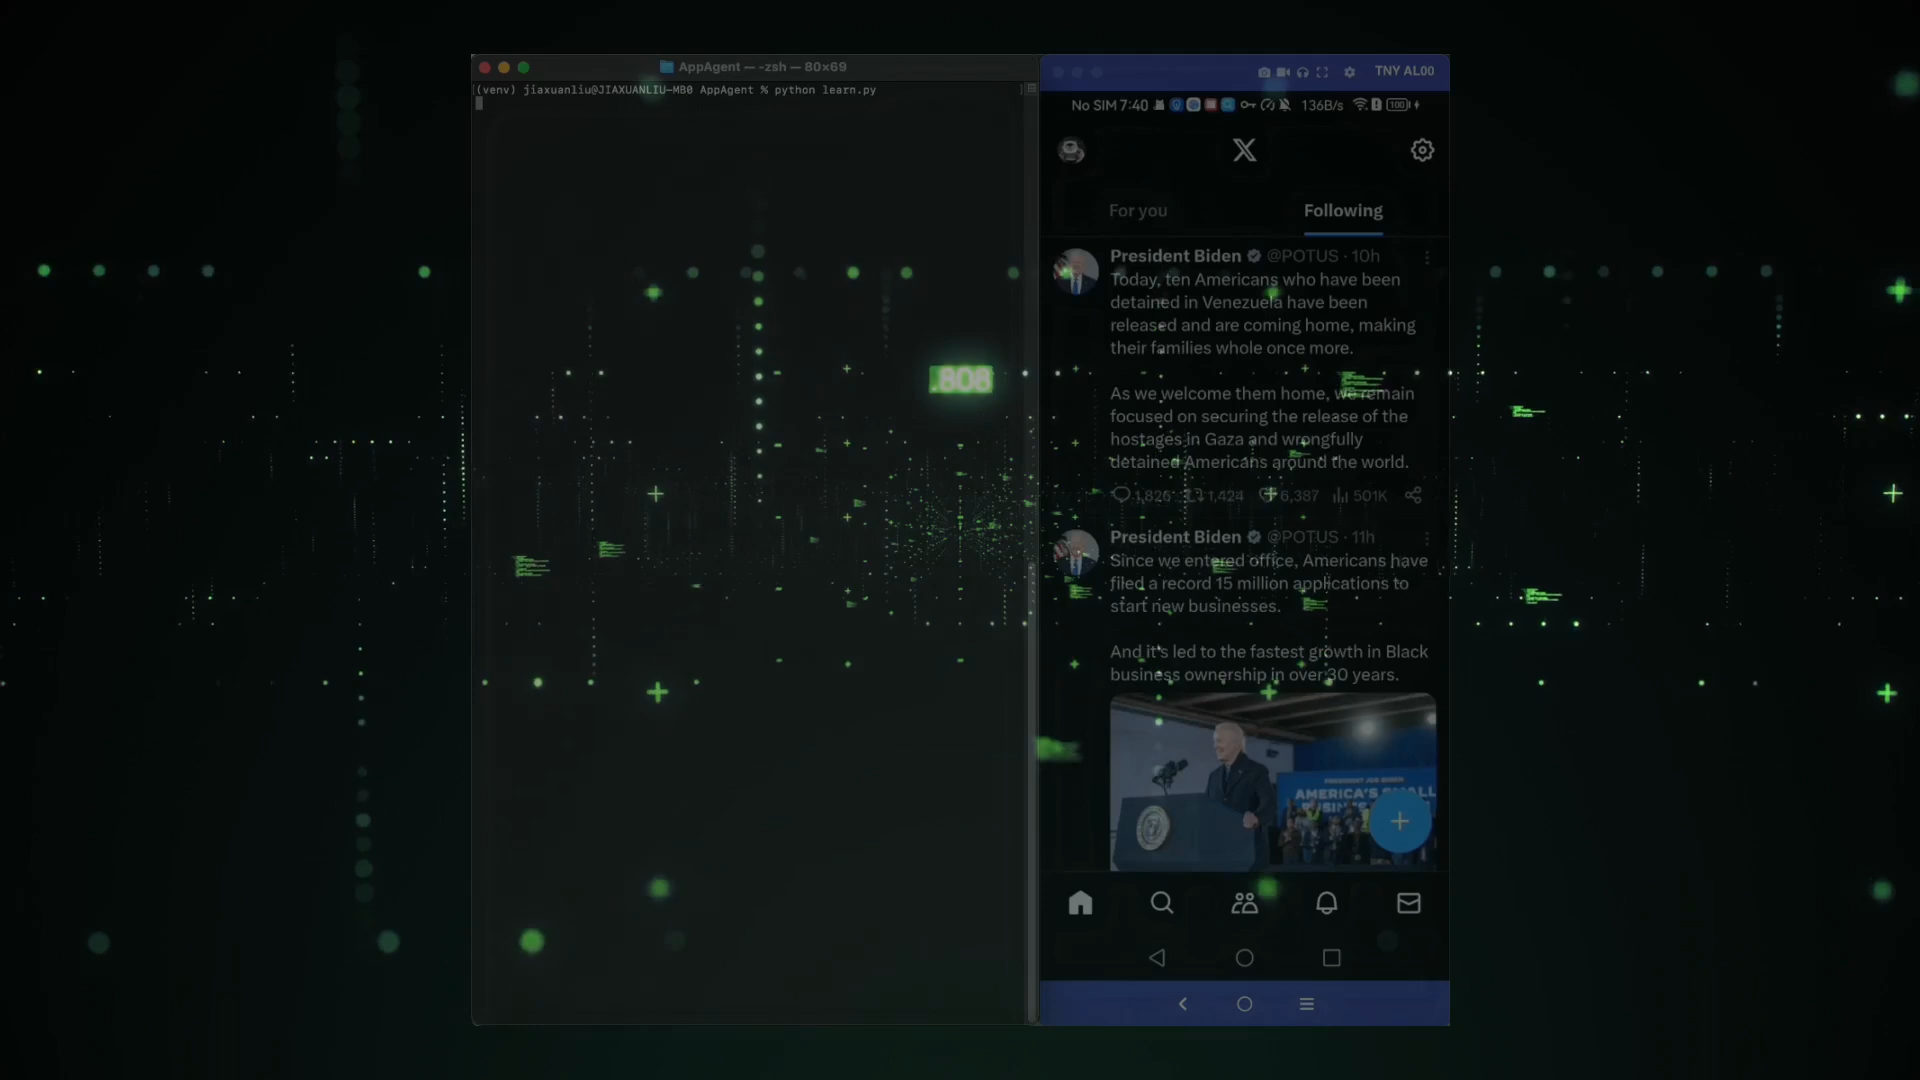 AppAgent — -zsh — 80×69
(venv) jiaxuanliu@JIAXUANLIU-MB0 AppAgent % python learn.py
.808
TNY AL00
No SIM 7:40
136B/s
100
For you
Following
President Biden @POTUS · 10h
Today, ten Americans who have been
detained in Venezuela have been
released and are coming home, making
their families whole once more.
As we welcome them home, we remain
focused on securing the release of the
hostages in Gaza and wrongfully
detained Americans around the world.
1,826 1,424 6,387 501K
President Biden @POTUS · 11h
Since we entered office, Americans have
filed a record 15 million applications to
start new businesses.
And it's led to the fastest growth in Black
business ownership in over 30 years.
PRESIDENT JOE BIDEN
AMERICA'S SMALL